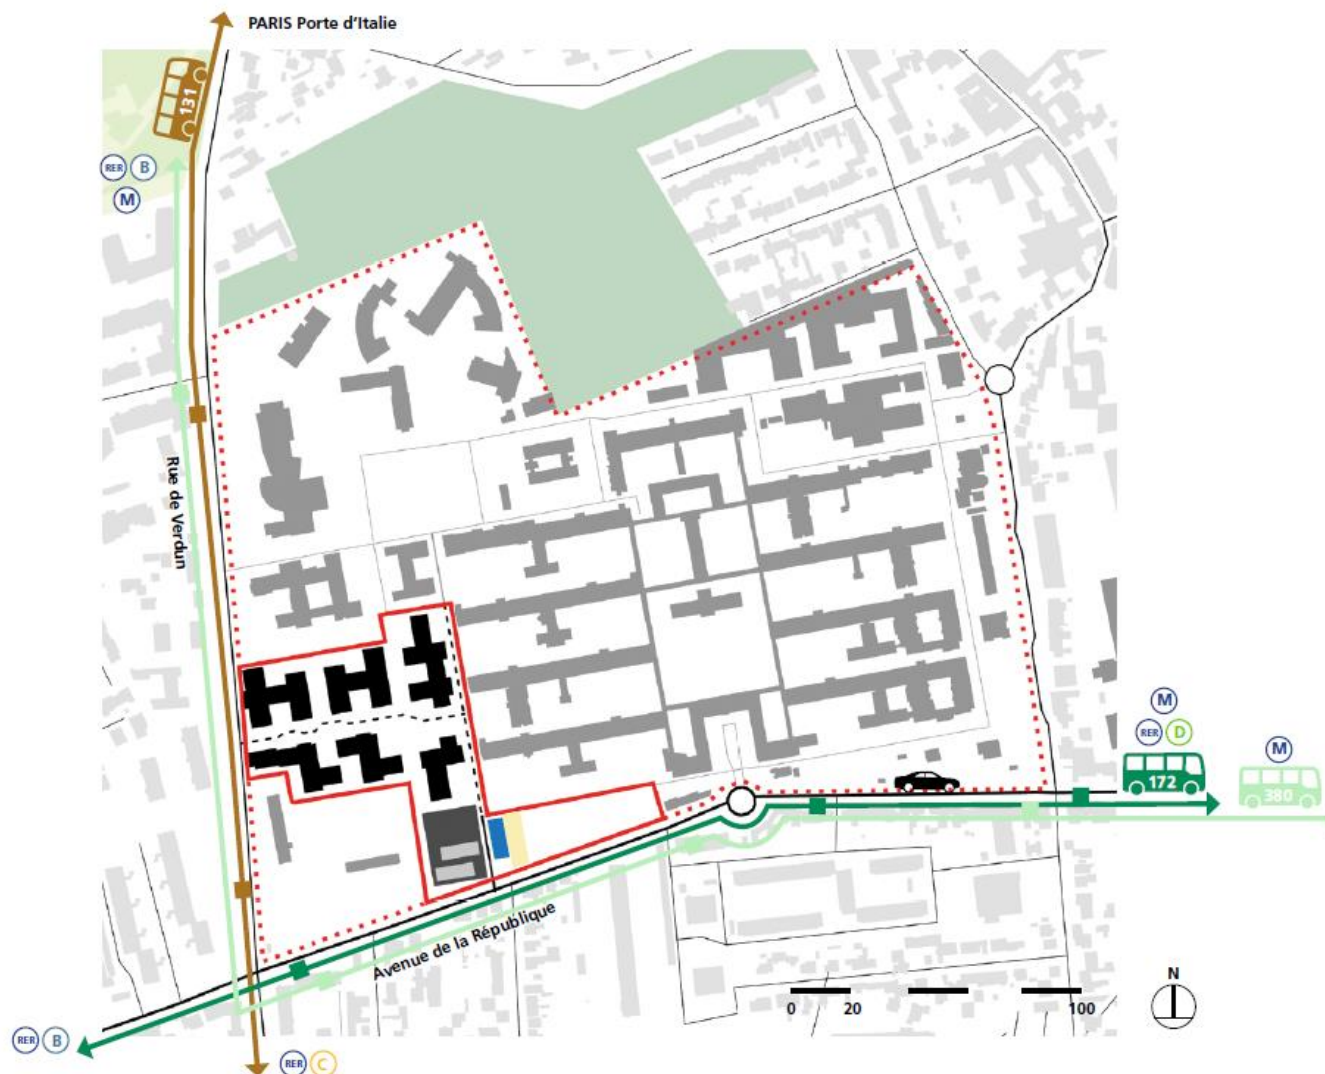 PARIS Porte d'Italie
131
RER B
M
Rue de Verdun
M
RER D
M
172
380
Avenue de la République
N
0 20 100
RER B
RER C